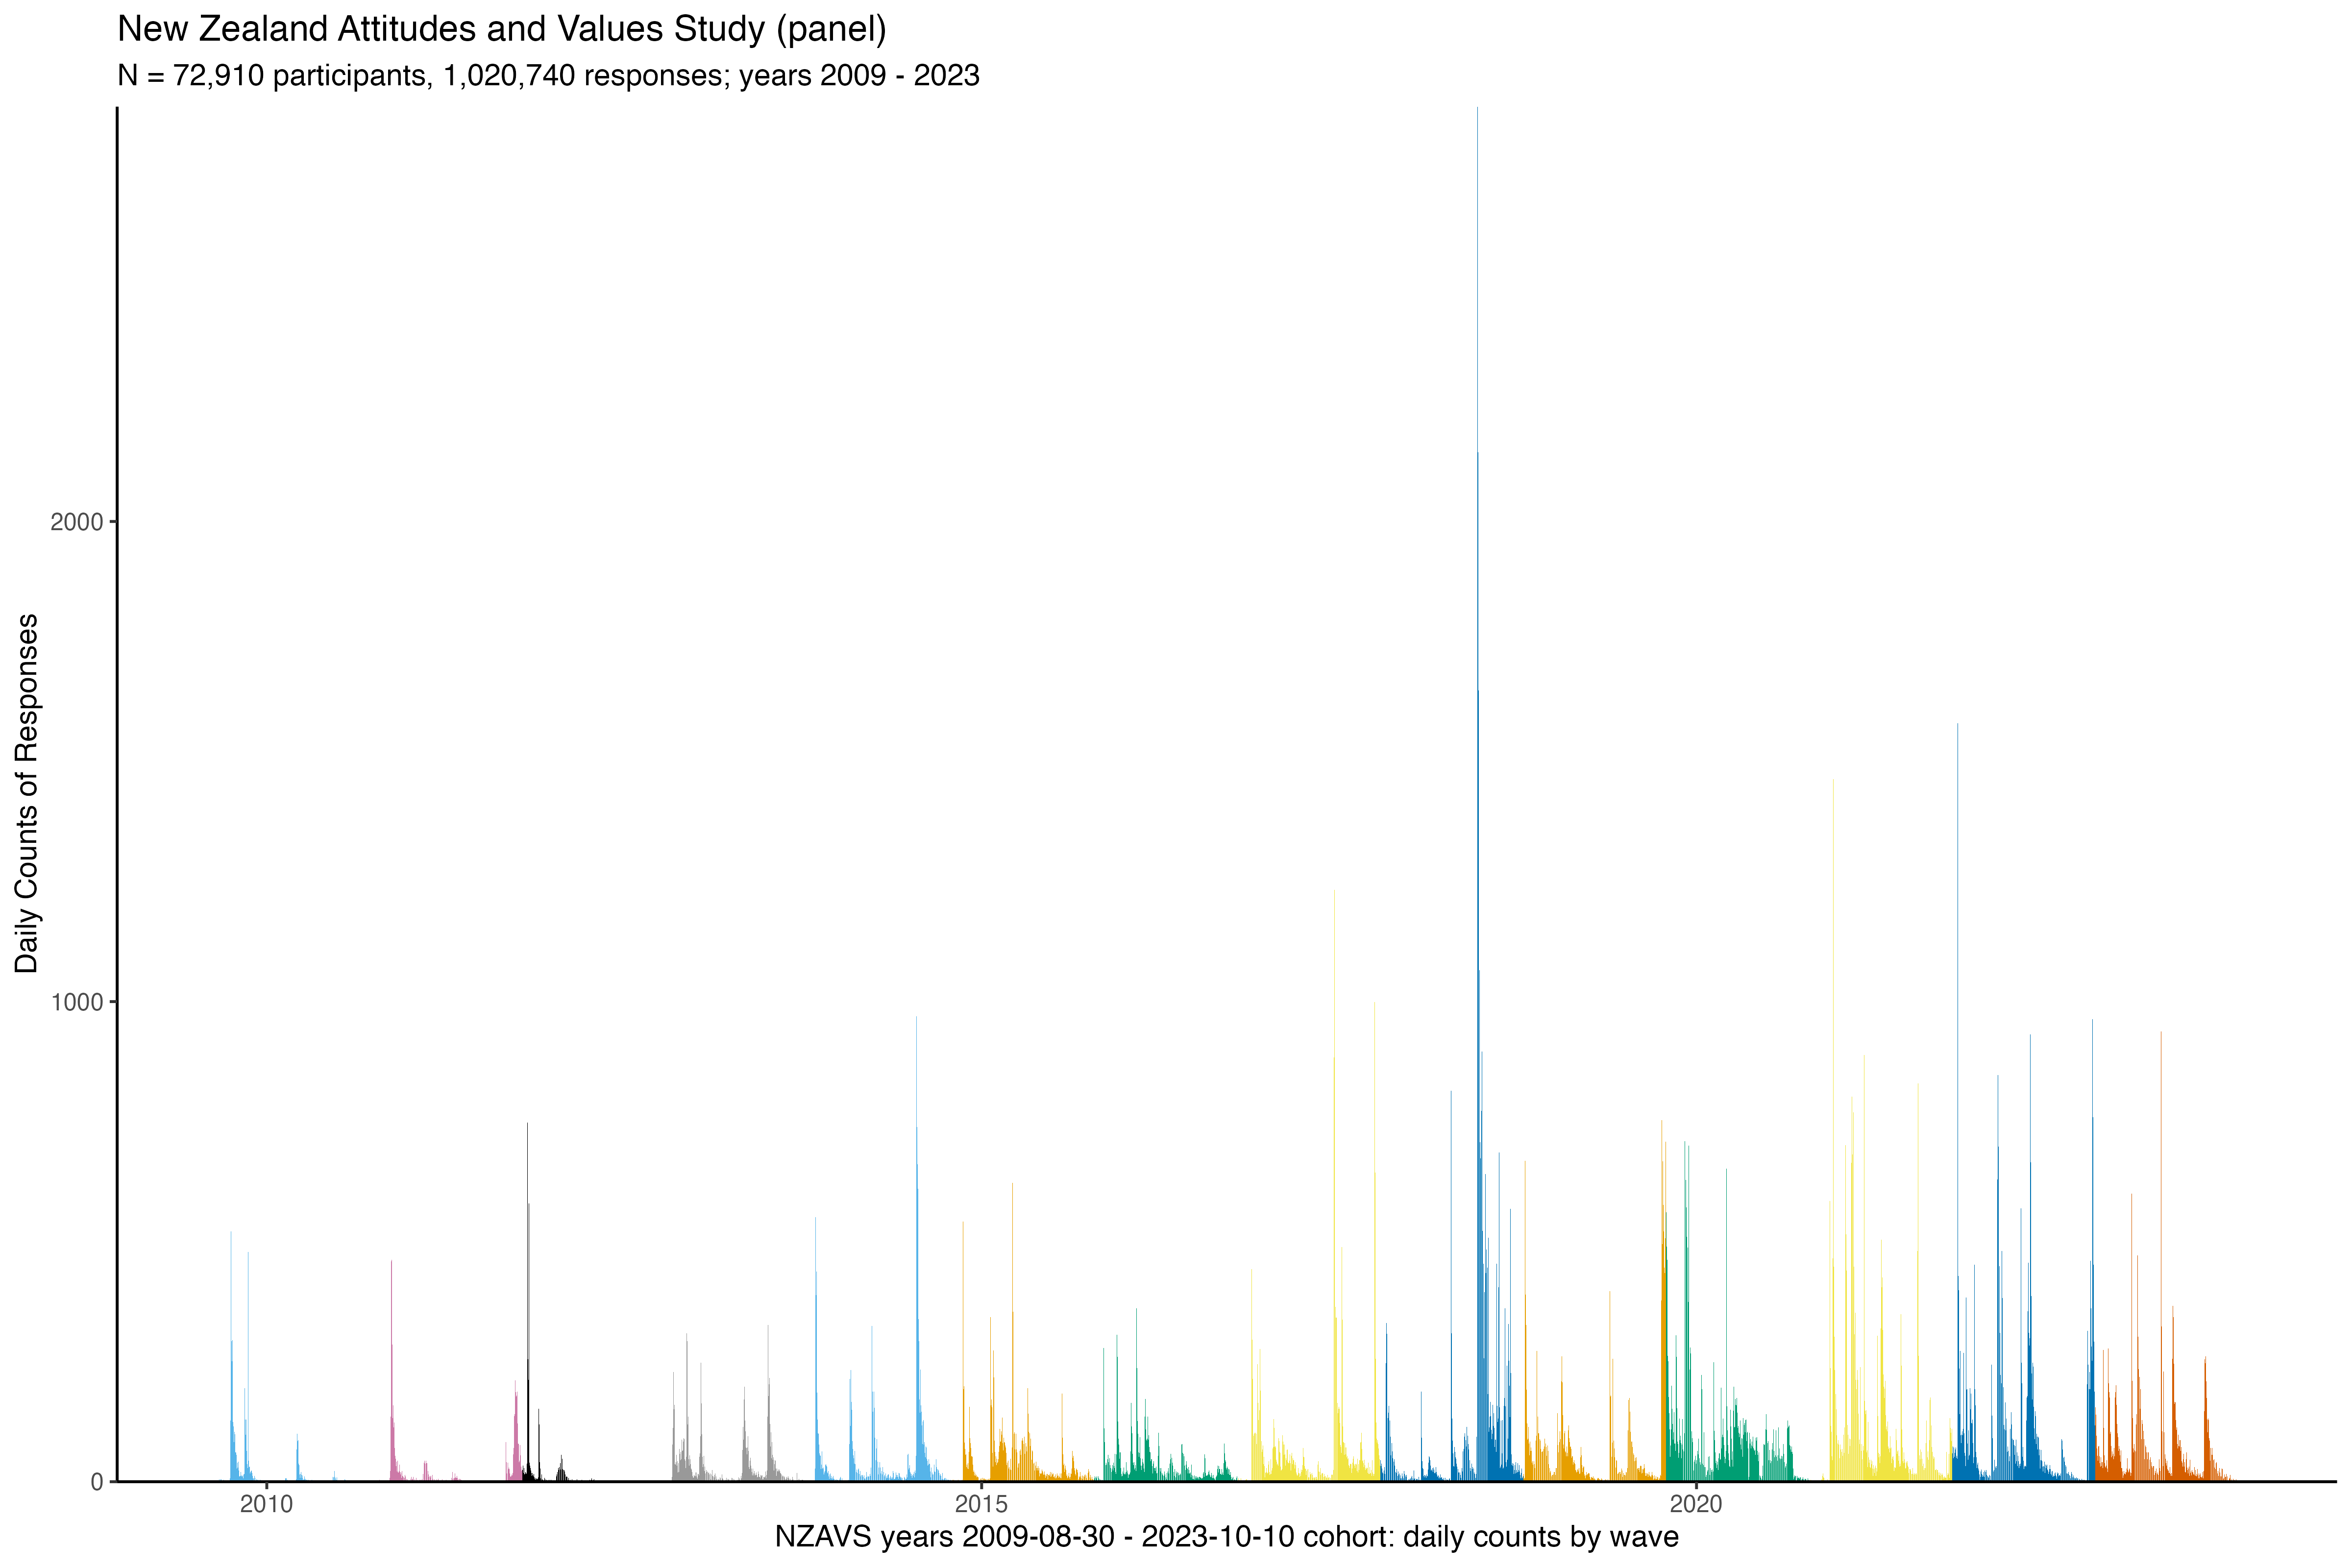 New Zealand Attitudes and Values Study (panel)
N = 72,910 participants, 1,020,740 responses; years 2009 - 2023
Daily Counts of Responses
2000
1000
0
2010
2015
2020
NZAVS years 2009-08-30 - 2023-10-10 cohort: daily counts by wave